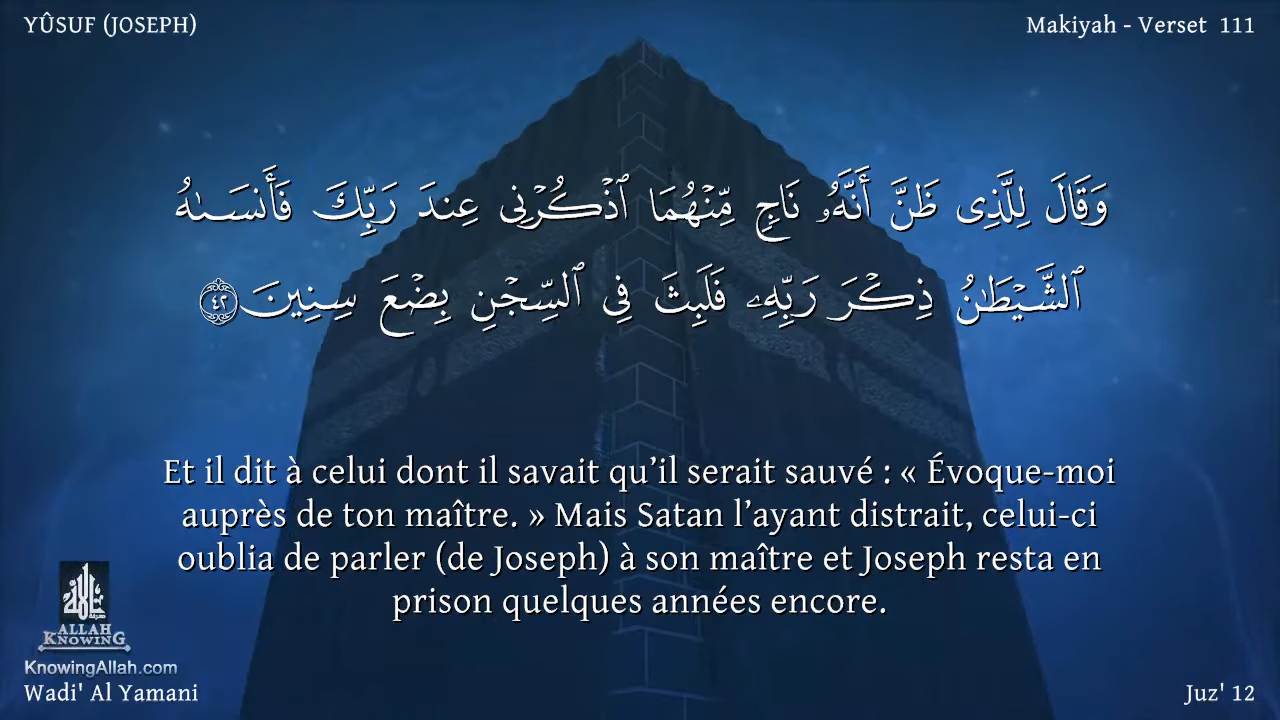 YÛSUF (JOSEPH)
Makiyah - Verset 111
وَقَالَ لِلَّذِى ظَنَّ أَنَّهُۥ نَاجٍ مِّنْهُمَا ٱذْكُرْنِى عِندَ رَبِّكَ فَأَنسَىٰهُ
ٱلشَّيْطَٰنُ ذِكْرَ رَبِّهِۦ فَلَبِثَ فِى ٱلسِّجْنِ بِضْعَ سِنِينَ ٤٢
Et il dit à celui dont il savait qu’il serait sauvé : « Évoque-moi
auprès de ton maître. » Mais Satan l’ayant distrait, celui-ci
oublia de parler (de Joseph) à son maître et Joseph resta en
prison quelques années encore.
ALLAH
KNOWING
KnowingAllah.com
Wadi' Al Yamani
Juz' 12